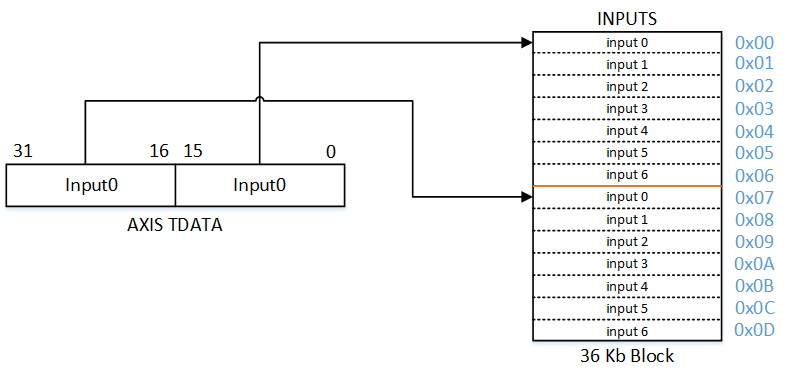 INPUTS
input 0 0x00
input 1 0x01
input 2 0x02
input 3 0x03
input 4 0x04
input 5 0x05
input 6 0x06
input 0 0x07
input 1 0x08
input 2 0x09
input 3 0x0A
input 4 0x0B
input 5 0x0C
input 6 0x0D
36 Kb Block
31 16 15 0
Input0 Input0
AXIS TDATA